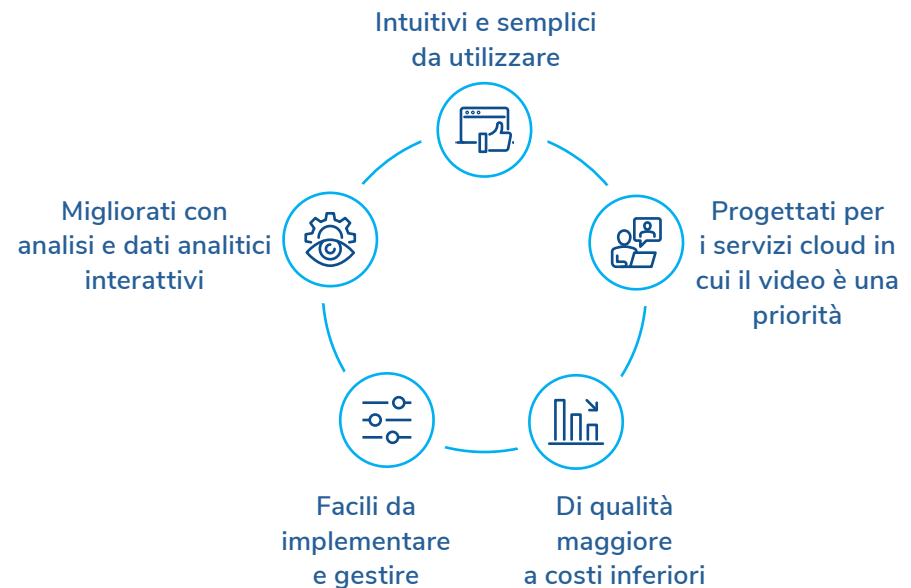 Intuitivi e semplici
da utilizzare
Migliorati con
analisi e dati analitici
interattivi
Progettati per
i servizi cloud in
cui il video è una
priorità
Facili da
implementare
e gestire
Di qualità
maggiore
a costi inferiori